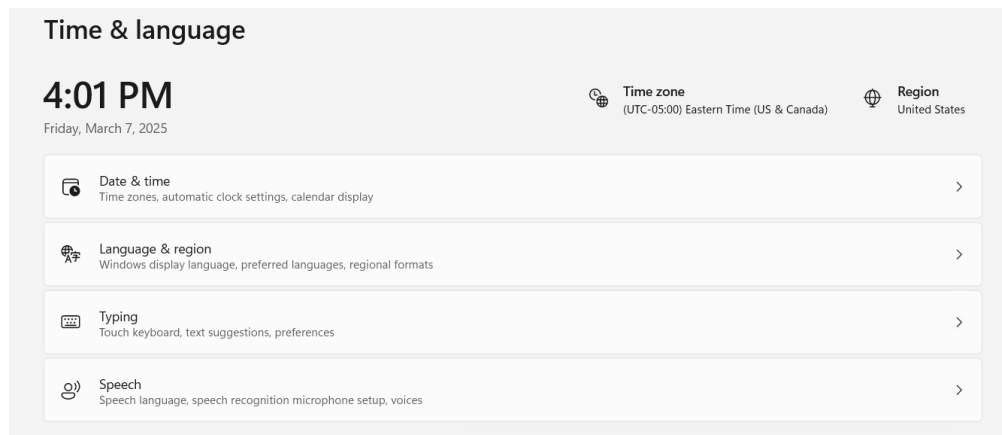 Time & language
4:01 PM
Friday, March 7, 2025
Time zone
(UTC-05:00) Eastern Time (US & Canada)
Region
United States
Date & time
Time zones, automatic clock settings, calendar display
Language & region
Windows display language, preferred languages, regional formats
Typing
Touch keyboard, text suggestions, preferences
Speech
Speech language, speech recognition microphone setup, voices